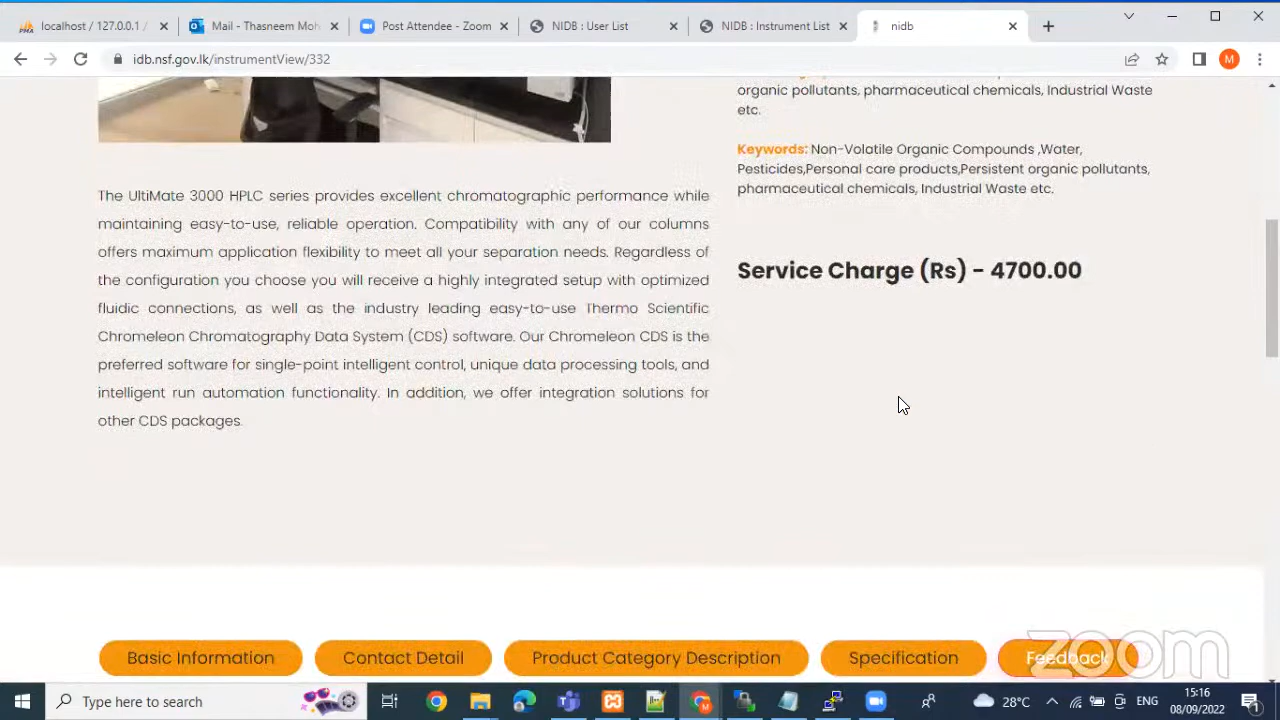 localhost / 127.0.0.1 /
Mail - Thasneem Moh
Post Attendee - Zoom
NIDB : User List
NIDB : Instrument List
nidb
idb.nsf.gov.lk/instrumentView/332
M
organic pollutants, pharmaceutical chemicals, Industrial Waste
etc.
Keywords: Non-Volatile Organic Compounds ,Water,
Pesticides,Personal care products,Persistent organic pollutants,
pharmaceutical chemicals, Industrial Waste etc.
The UltiMate 3000 HPLC series provides excellent chromatographic performance while
maintaining easy-to-use, reliable operation. Compatibility with any of our columns
offers maximum application flexibility to meet all your separation needs. Regardless of
the configuration you choose you will receive a highly integrated setup with optimized
fluidic connections, as well as the industry leading easy-to-use Thermo Scientific
Chromeleon Chromatography Data System (CDS) software. Our Chromeleon CDS is the
preferred software for single-point intelligent control, unique data processing tools, and
intelligent run automation functionality. In addition, we offer integration solutions for
other CDS packages.
Service Charge (Rs) - 4700.00
Basic Information
Contact Detail
Product Category Description
Specification
Feedback
zoom
Type here to search
28°C
ENG
15:16
08/09/2022
1